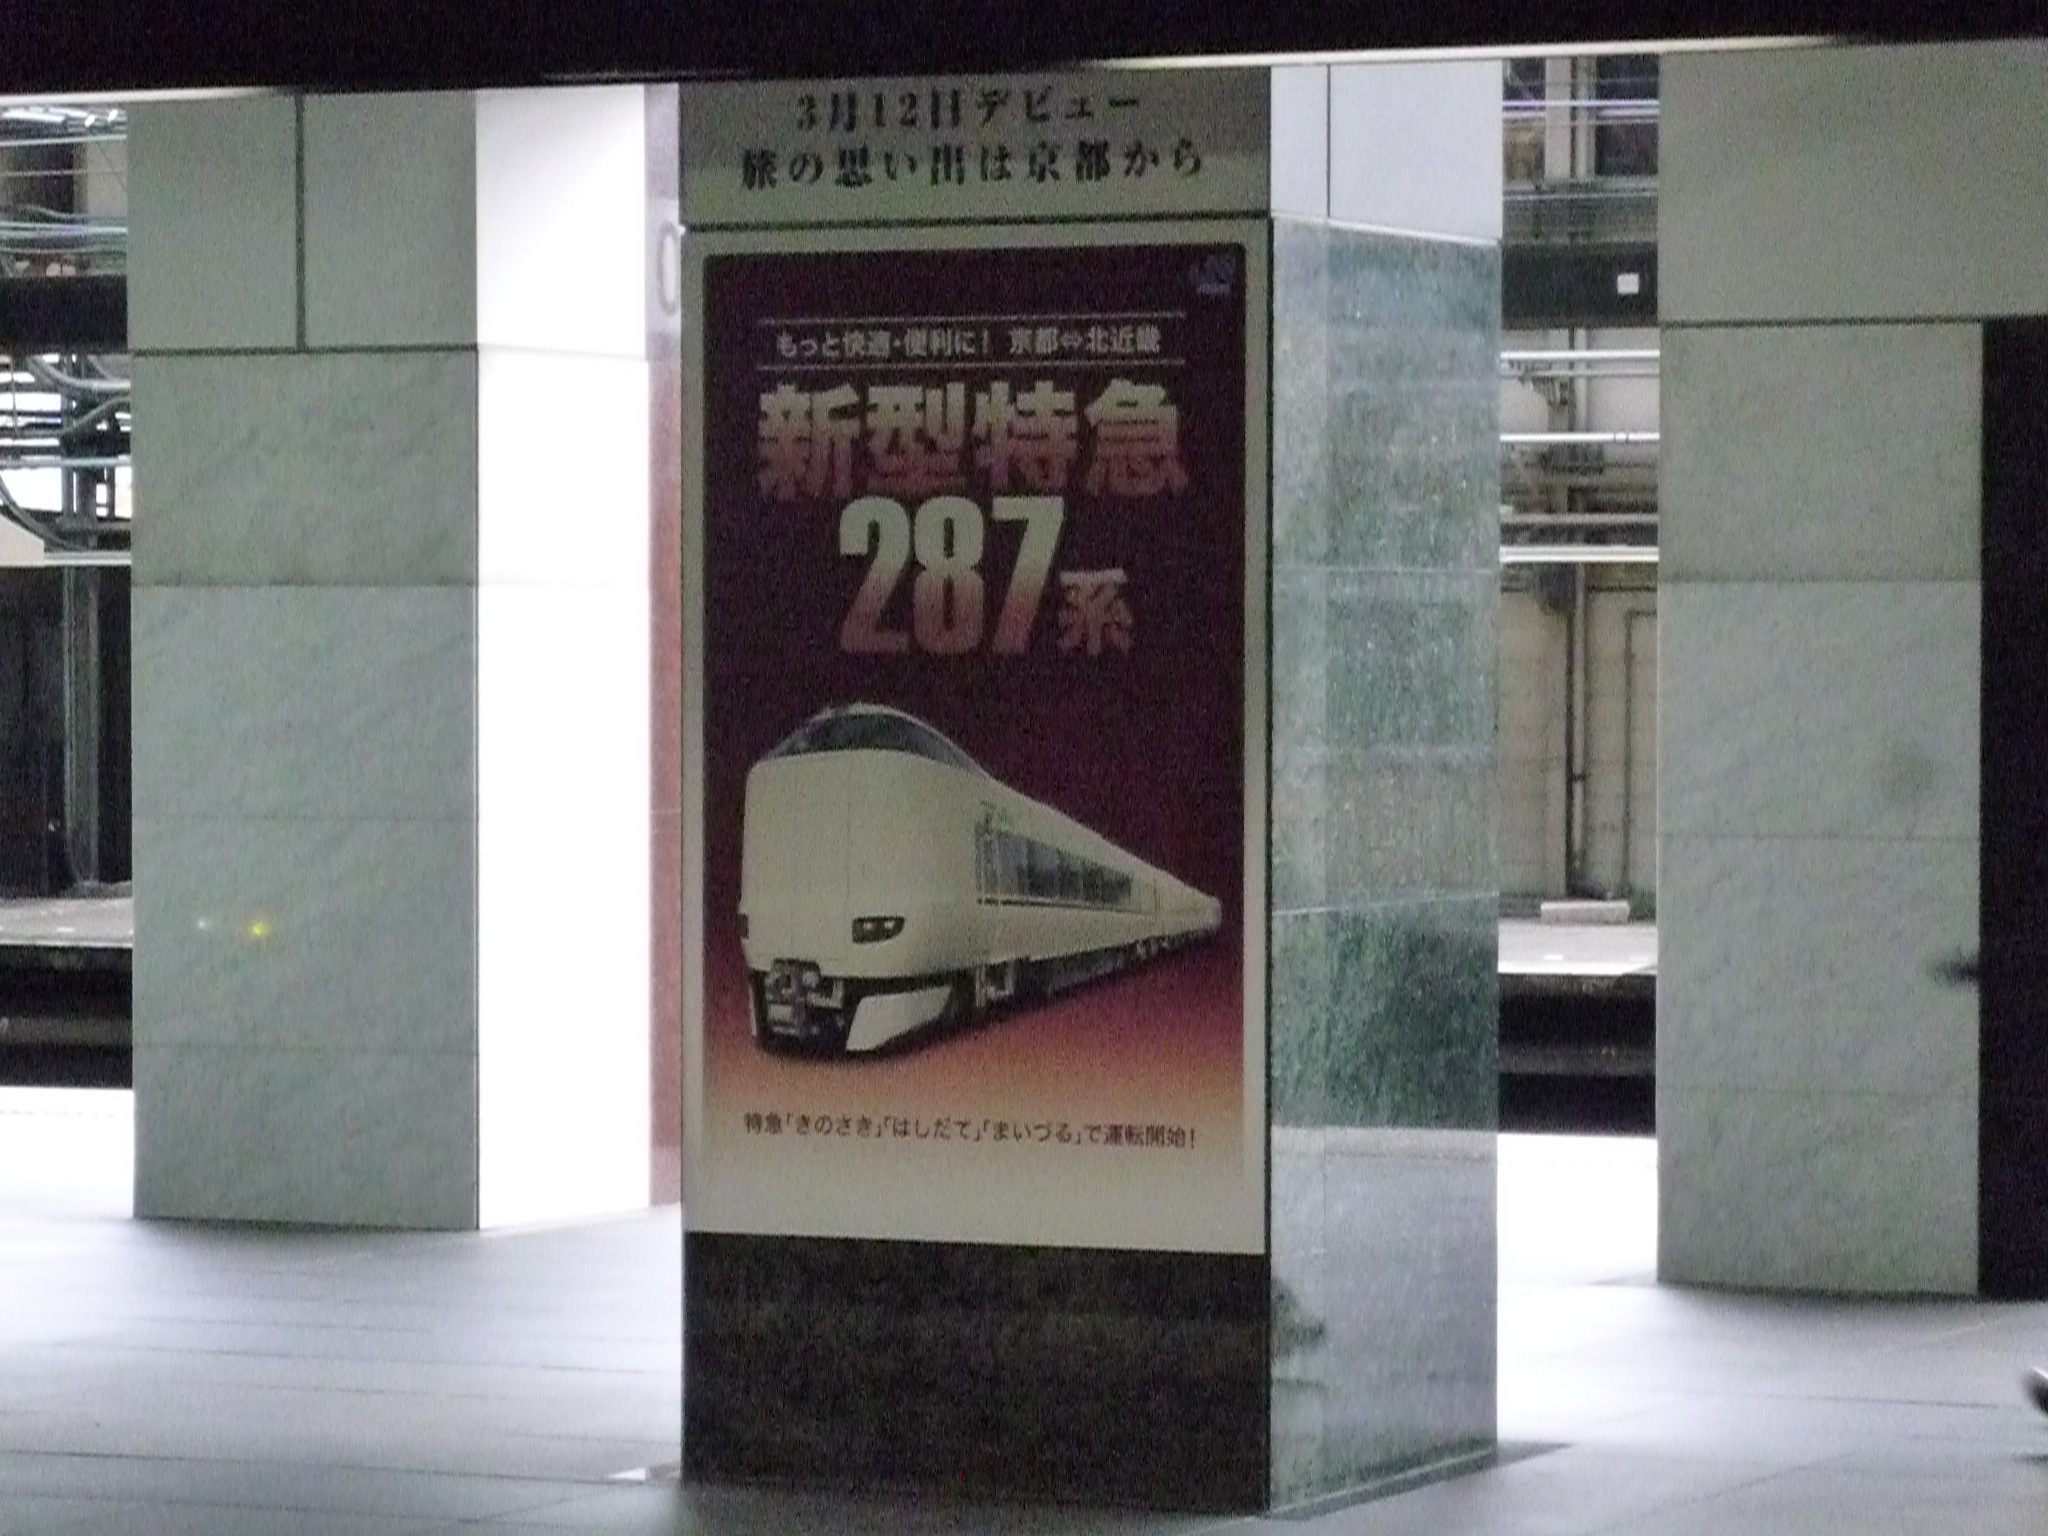 3月12日デビュー
旅の思い出は京都から
もっと快適・便利に! 京都⇔北近畿
新型特急
287系
特急「きのさき」「はしだて」「まいづる」で運転開始!